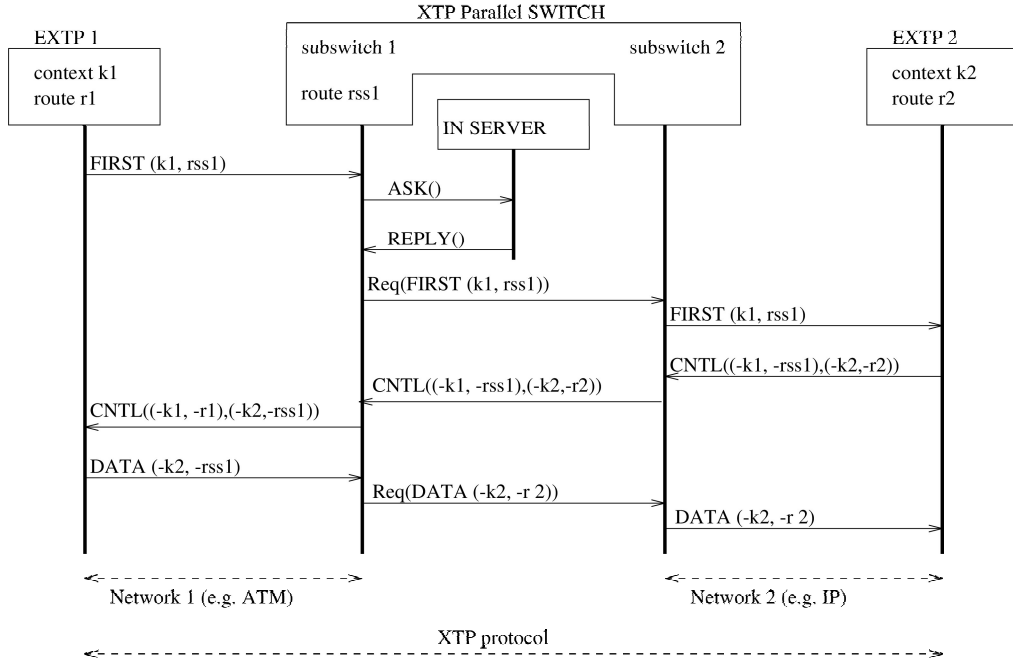 XTP Parallel SWITCH
EXTP 1
EXTP 2
subswitch 1
subswitch 2
context k1
route r1
route rss1
context k2
route r2
IN SERVER
FIRST (k1, rss1)
ASK()
REPLY()
Req(FIRST (k1, rss1))
FIRST (k1, rss1)
CNTL((-k1, -rss1),(-k2,-r2))
CNTL((-k1, -rss1),(-k2,-r2))
CNTL((-k1, -r1),(-k2,-rss1))
DATA (-k2, -rss1)
Req(DATA (-k2, -r 2))
DATA (-k2, -r 2)
Network 1 (e.g. ATM)
Network 2 (e.g. IP)
XTP protocol